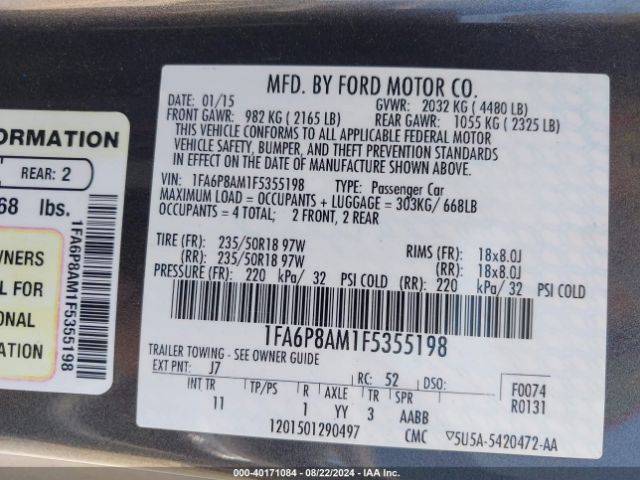 MFD. BY FORD MOTOR CO.
DATE: 01/15 GVWR: 2032 KG ( 4480 LB)
FRONT GAWR: 982 KG ( 2165 LB) REAR GAWR: 1055 KG ( 2325 LB)
THIS VEHICLE CONFORMS TO ALL APPLICABLE FEDERAL MOTOR
VEHICLE SAFETY, BUMPER, AND THEFT PREVENTION STANDARDS
IN EFFECT ON THE DATE OF MANUFACTURE SHOWN ABOVE.
VIN: 1FA6P8AM1F5355198 TYPE: Passenger Car
MAXIMUM LOAD = OCCUPANTS + LUGGAGE = 303KG/ 668LB
OCCUPANTS = 4 TOTAL; 2 FRONT, 2 REAR
TIRE (FR): 235/50R18 97W RIMS (FR): 18x8.0J
(RR): 235/50R18 97W (RR): 18x8.0J
PRESSURE (FR): 220 kPa/ 32 PSI COLD (RR): 220 kPa/ 32 PSI COLD
1FA6P8AM1F5355198
TRAILER TOWING - SEE OWNER GUIDE
EXT PNT: J7 RC: 52 DSO:
INT TR TP/PS R AXLE TR SPR F0074
11 1 YY 3 AABB R0131
1201501290497 CMC 5U5A-5420472-AA
ORMATION
REAR: 2
68 lbs.
WNERS
L FOR
ONAL
ATION
1FA6P8AM1F5355198
000-40171084 - 08/22/2024 - IAA Inc.